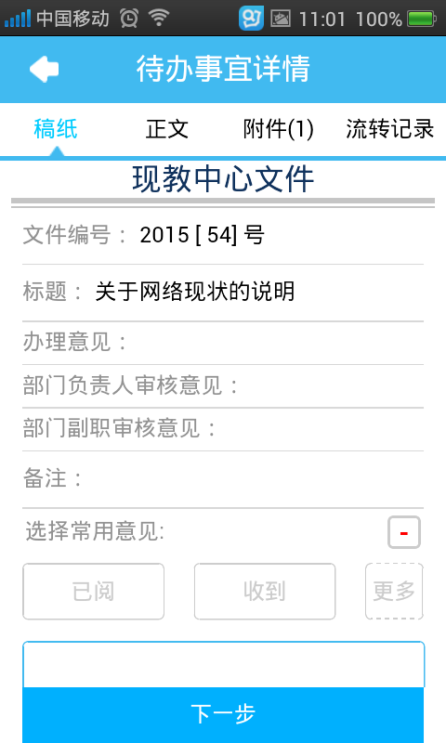 中国移动 11:01 100%
待办事宜详情
稿纸 正文 附件(1) 流转记录
现教中心文件
文件编号： 2015 [ 54] 号
标题： 关于网络现状的说明
办理意见：
部门负责人审核意见：
部门副职审核意见：
备注：
选择常用意见: -
已阅 收到 更多
下一步